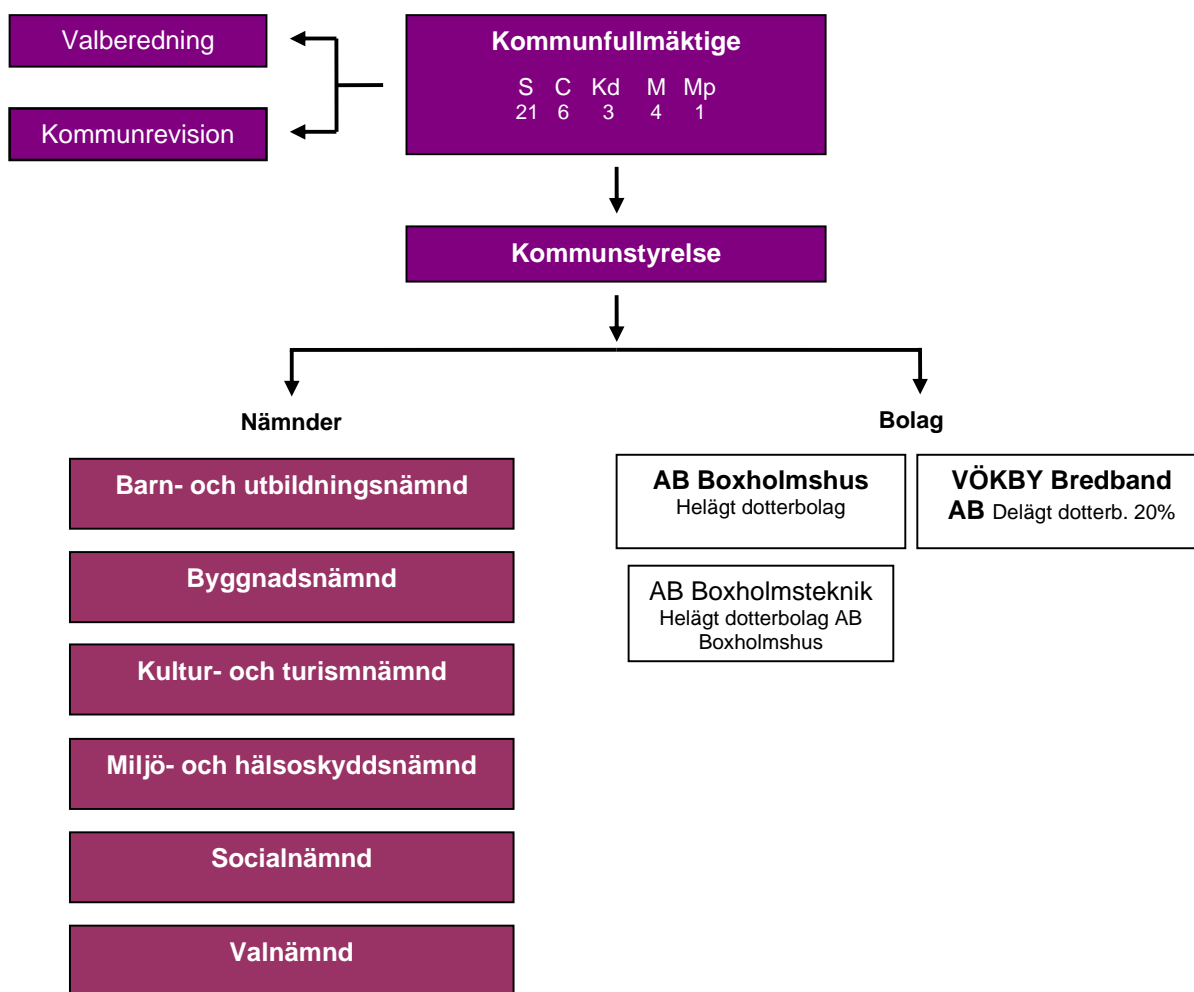 Valberedning
Kommunrevision
Kommunfullmäktige
S C Kd M Mp
21 6 3 4 1
Kommunstyrelse
Nämnder
Barn- och utbildningsnämnd
Byggnadsnämnd
Kultur- och turismnämnd
Miljö- och hälsoskyddsnämnd
Socialnämnd
Valnämnd
Bolag
AB Boxholmshus
Helägt dotterbolag
VÖKBY Bredband
AB Delägt dotterb. 20%
AB Boxholmsteknik
Helägt dotterbolag AB
Boxholmshus